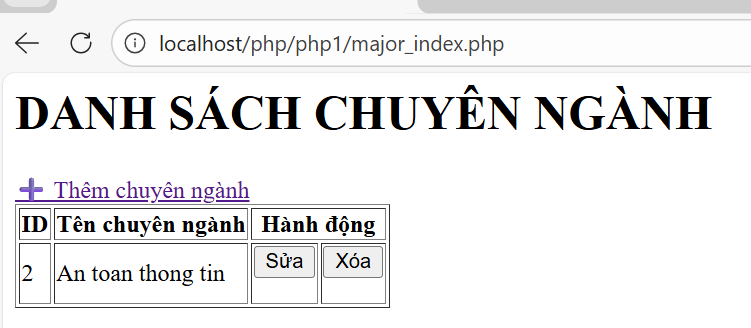 localhost/php/php1/major_index.php
DANH SÁCH CHUYÊN NGÀNH
➕ Thêm chuyên ngành
ID Tên chuyên ngành Hành động
2 An toan thong tin Sửa Xóa